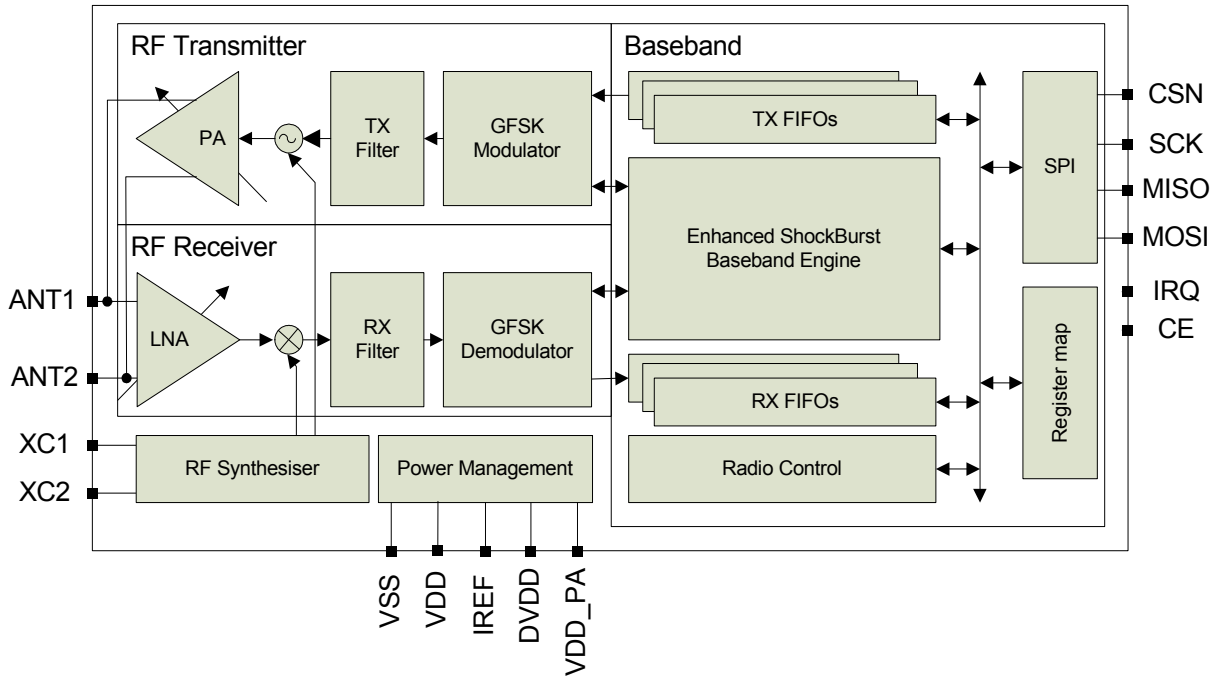 RF Transmitter
PA
TX
Filter
GFSK
Modulator
RF Receiver
LNA
RX
Filter
GFSK
Demodulator
RF Synthesiser
Power Management
Baseband
TX FIFOs
Enhanced ShockBurst
Baseband Engine
RX FIFOs
Radio Control
SPI
Register map
CSN
SCK
MISO
MOSI
IRQ
CE
ANT1
ANT2
XC1
XC2
VSS
VDD
IREF
DVDD
VDD_PA